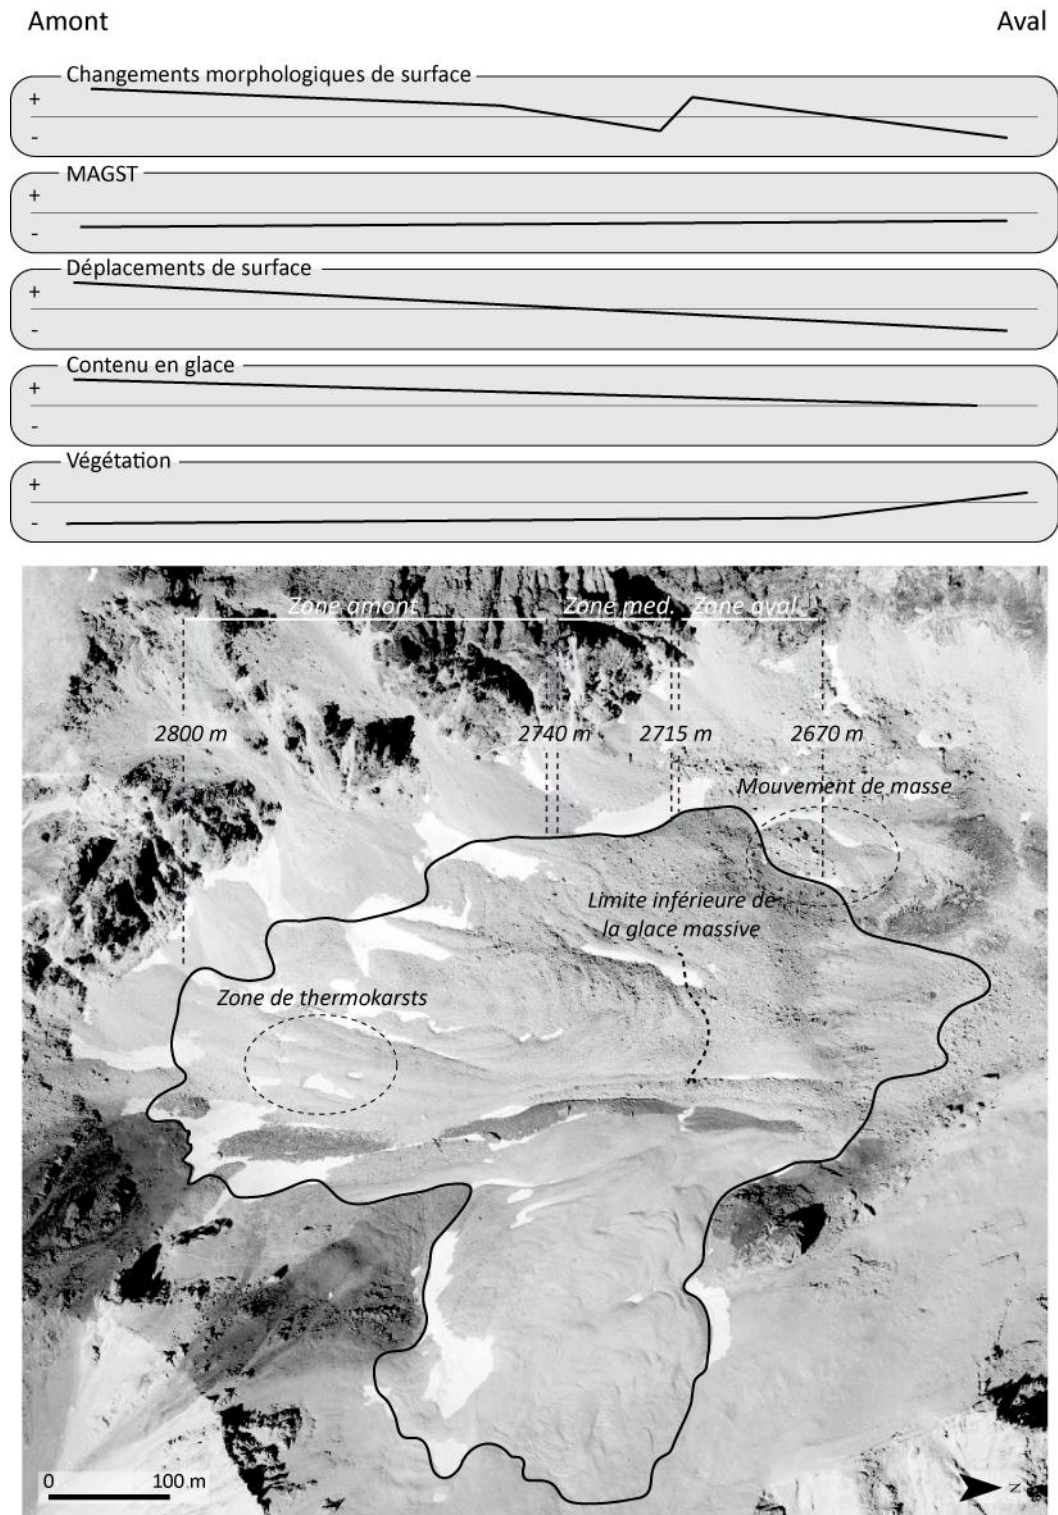 Amont Aval
Changements morphologiques de surface
+
-
MAGST
+
-
Déplacements de surface
+
-
Contenu en glace
+
-
Végétation
+
-
Zone amont Zone med. Zone aval
2800 m 2740 m 2715 m 2670 m
Mouvement de masse
Limite inférieure de
la glace massive
Zone de thermokarsts
0 100 m
N